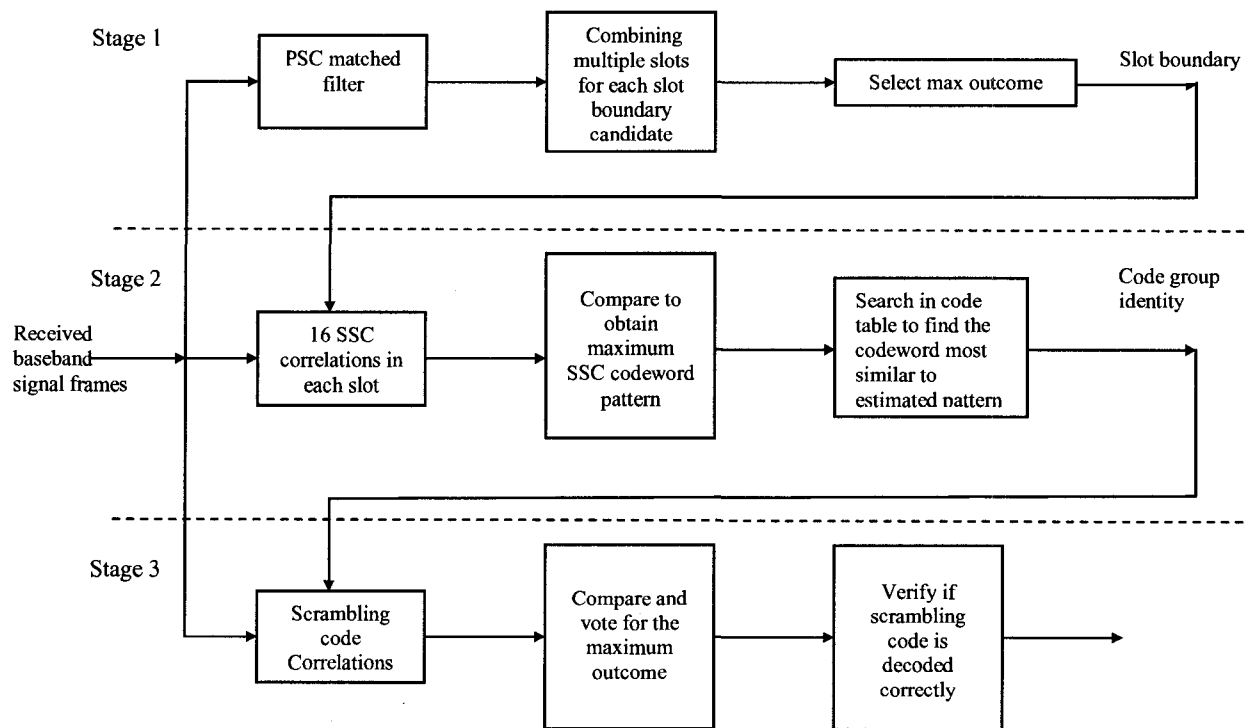 Stage 1
PSC matched
filter
Combining
multiple slots
for each slot
boundary
candidate
Select max outcome
Slot boundary
Stage 2
Received
baseband
signal frames
16 SSC
correlations in
each slot
Compare to
obtain
maximum
SSC codeword
pattern
Search in code
table to find the
codeword most
similar to
estimated pattern
Code group
identity
Stage 3
Scrambling
code
Correlations
Compare and
vote for the
maximum
outcome
Verify if
scrambling
code is
decoded
correctly